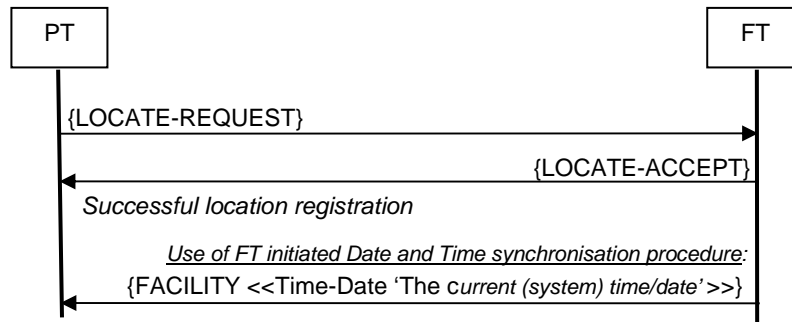 PT FT
{LOCATE-REQUEST}
{LOCATE-ACCEPT}
Successful location registration
Use of FT initiated Date and Time synchronisation procedure:
{FACILITY <<Time-Date ‘The current (system) time/date’ >>}